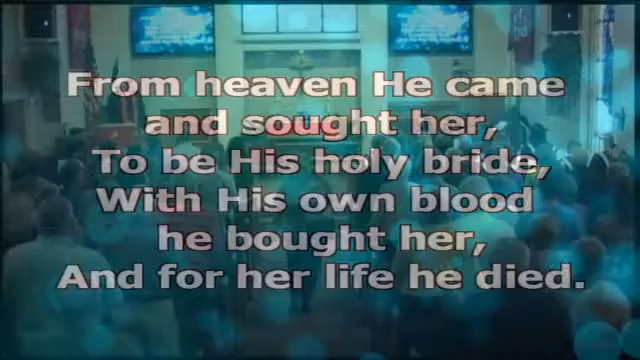 From heaven He came
and sought her,
To be His holy bride,
With His own blood
he bought her,
And for her life he died.